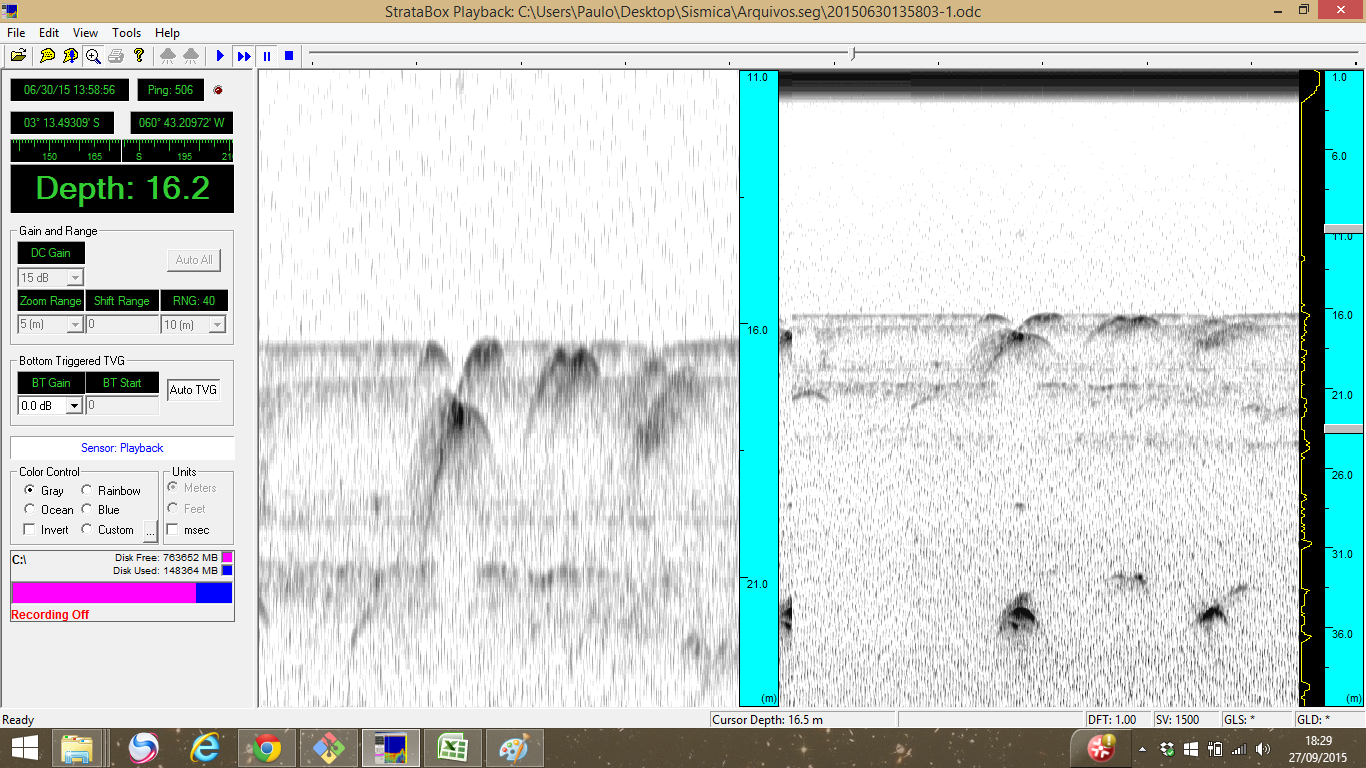 StrataBox Playback: C:\Users\Paulo\Desktop\Sismica\Arquivos.seg\20150630135803-1.odc
File Edit View Tools Help
06/30/15 13:58:56 Ping: 506
03° 13.49309' S 060° 43.20972' W
150 165 S 195 21
Depth: 16.2
Gain and Range
DC Gain Auto All
15 dB
Zoom Range Shift Range RNG: 40
5 (m) 0 10 (m)
Bottom Triggered TVG
BT Gain BT Start Auto TVG
0.0 dB 0
Sensor: Playback
Color Control Units
Gray Rainbow Meters
Ocean Blue Feet
Invert Custom ... msec
C:\ Disk Free: 763652 MB
Disk Used: 148364 MB
Recording Off
11.0
16.0
21.0
(m)
1.0
6.0
11.0
16.0
21.0
26.0
31.0
36.0
(m)
Ready Cursor Depth: 16.5 m DFT: 1.00 SV: 1500 GLS: * GLD: *
18:29
27/09/2015